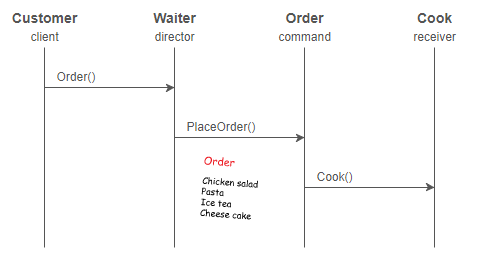 Customer Waiter Order Cook
client director command receiver
Order()
PlaceOrder()
Order
Chicken salad
Pasta
Ice tea
Cheese cake
Cook()